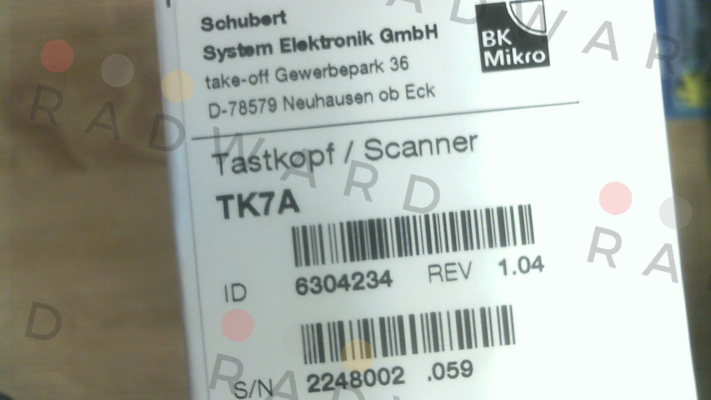 Schubert
System Elektronik GmbH
take-off Gewerbepark 36
D-78579 Neuhausen ob Eck
BK
Mikro
Tastkopf / Scanner
TK7A
ID 6304234 REV 1.04
S/N 2248002 .059
RADWARD